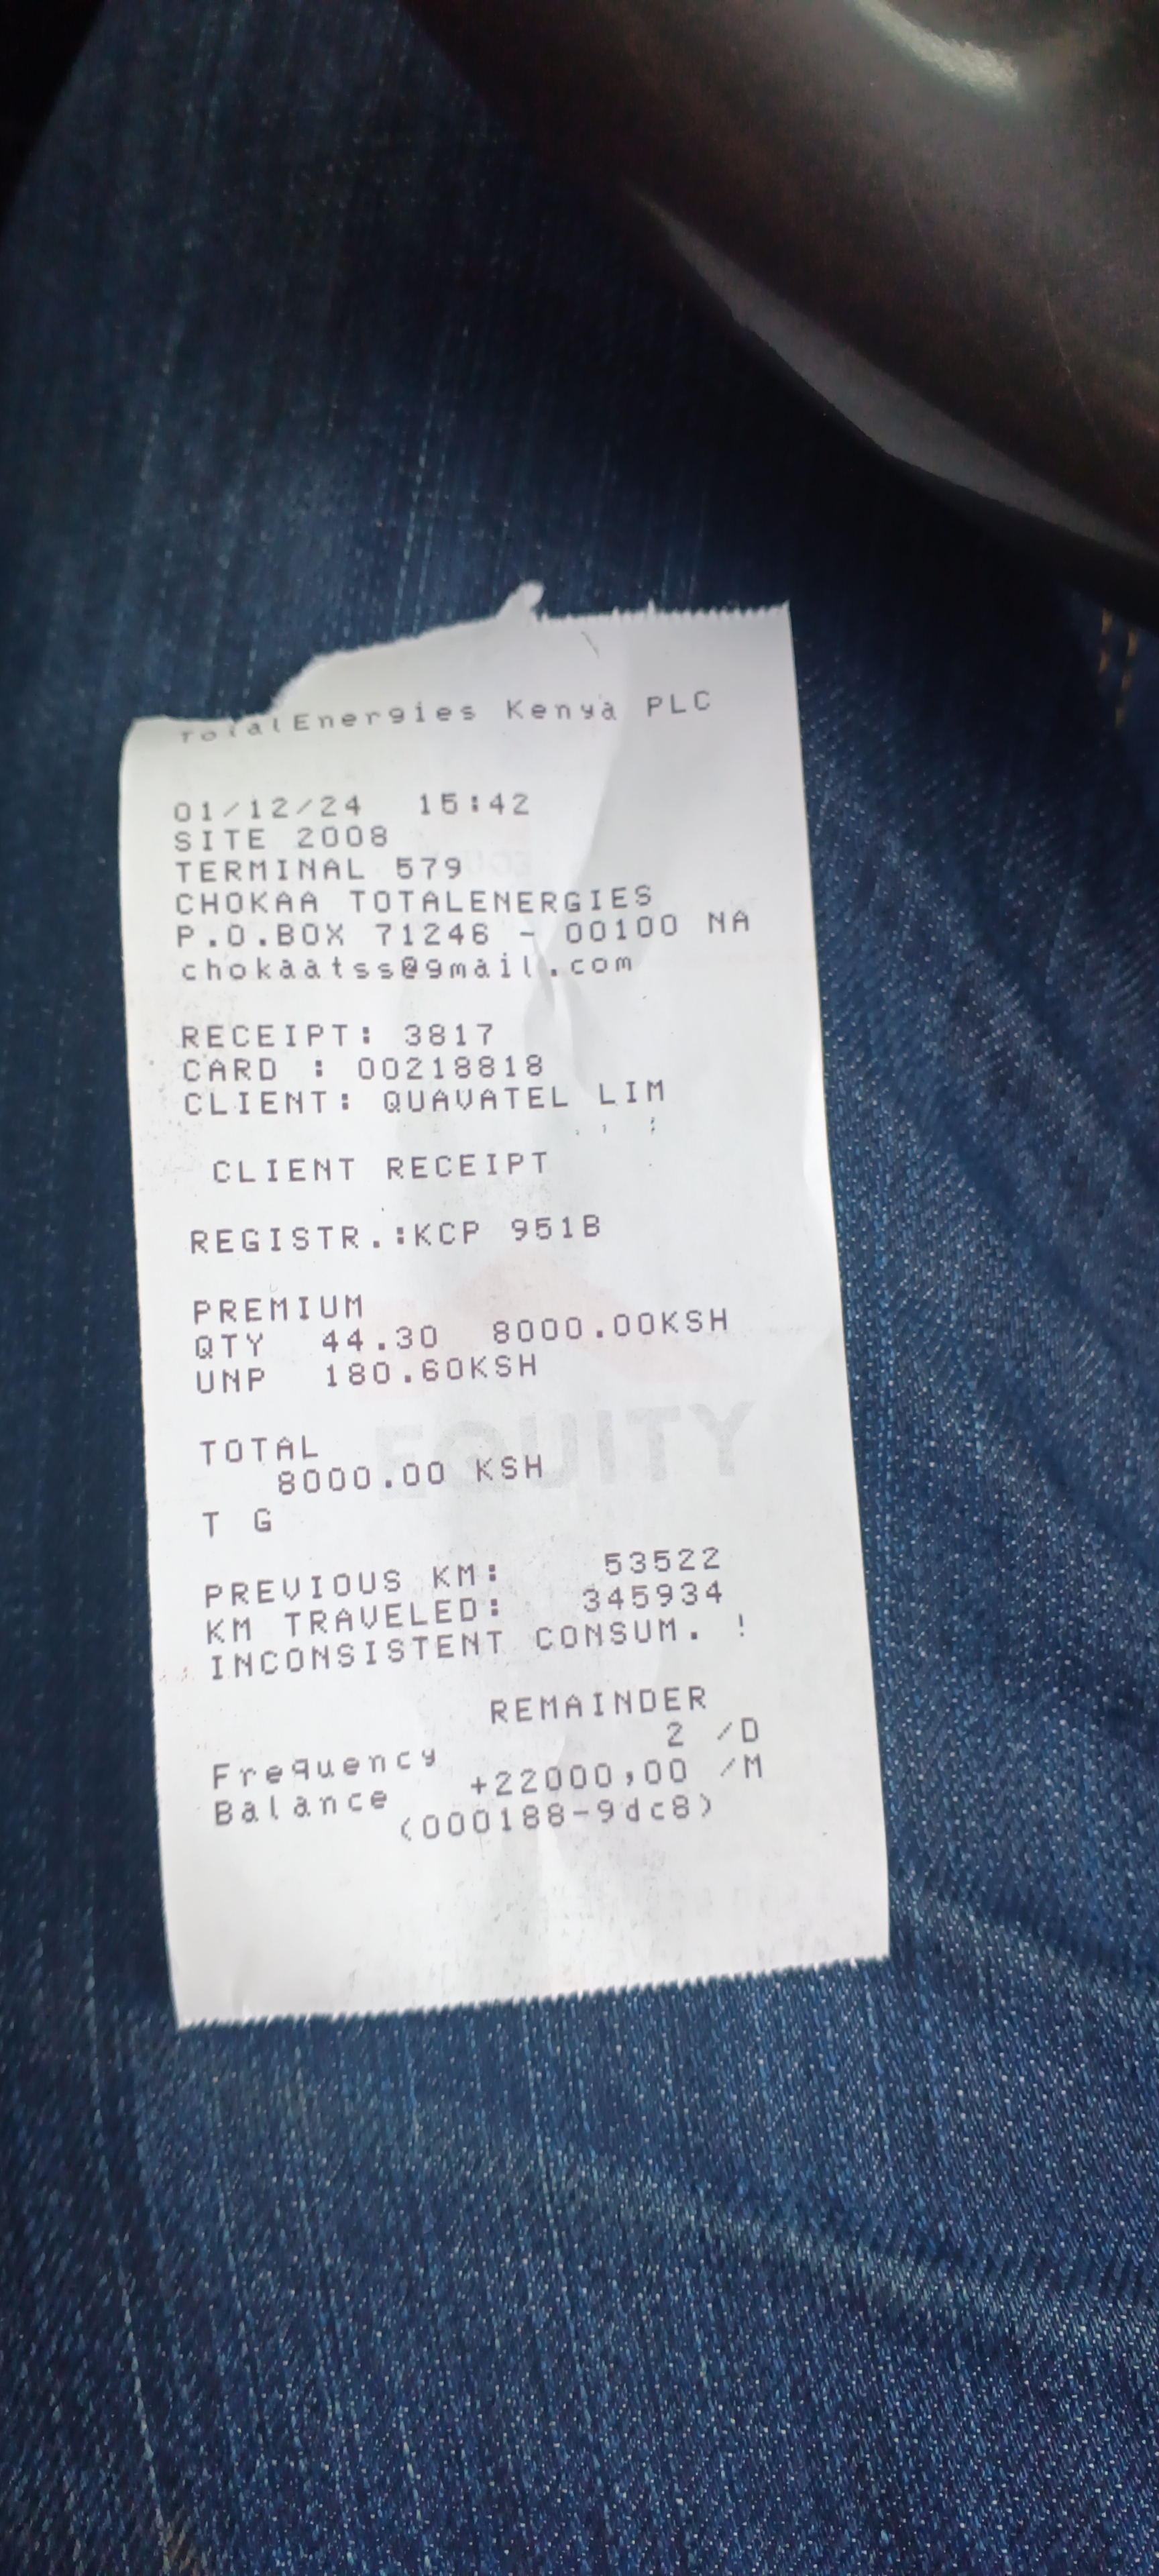 TotalEnergies Kenya PLC
01/12/24 15:42
SITE 2008
TERMINAL 579
CHOKAA TOTALENERGIES
P.O.BOX 71246 - 00100 NA
chokaatss@gmail.com
RECEIPT: 3817
CARD : 00218818
CLIENT: QUAVATEL LIM
CLIENT RECEIPT
REGISTR.:KCP 951B
PREMIUM
QTY 44.30 8000.00KSH
UNP 180.60KSH
EQUITY
TOTAL
8000.00 KSH
T G
PREVIOUS KM: 53522
KM TRAVELED: 345934
INCONSISTENT CONSUM. !
REMAINDER
Frequency 2 /D
Balance +22000,00 /M
(000188-9dc8)